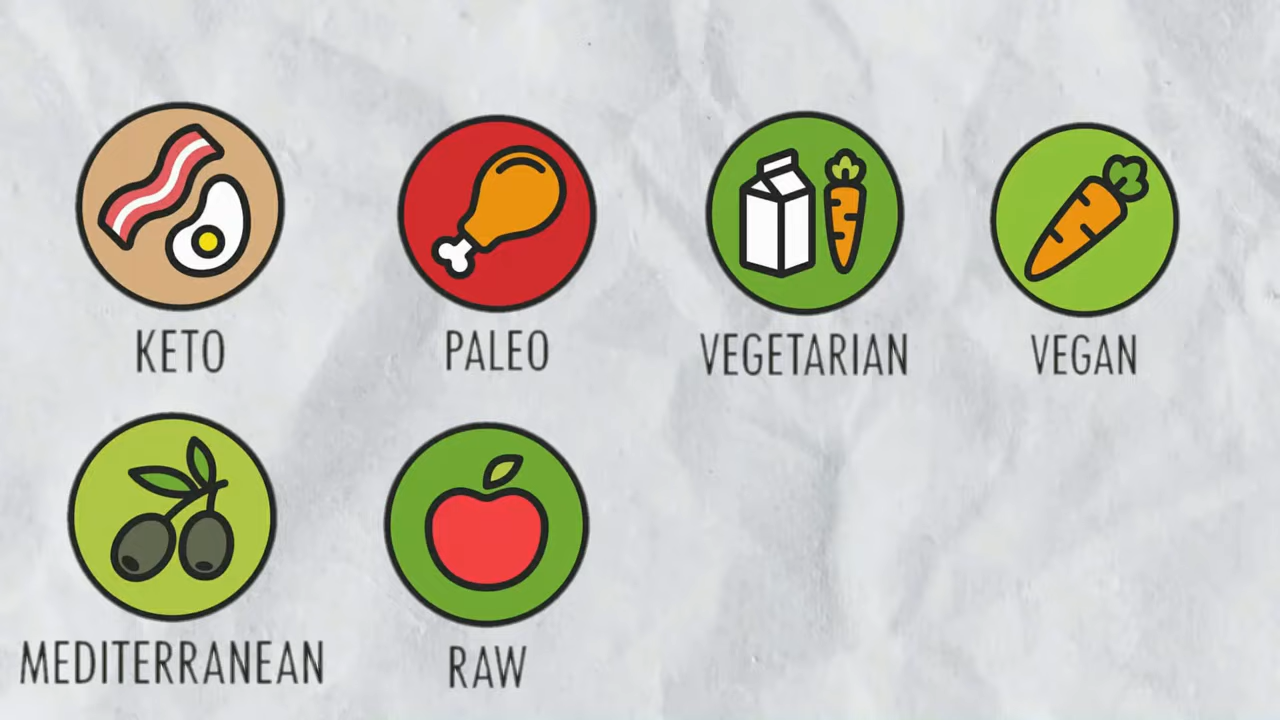 KETO
PALEO
VEGETARIAN
VEGAN
MEDITERRANEAN
RAW